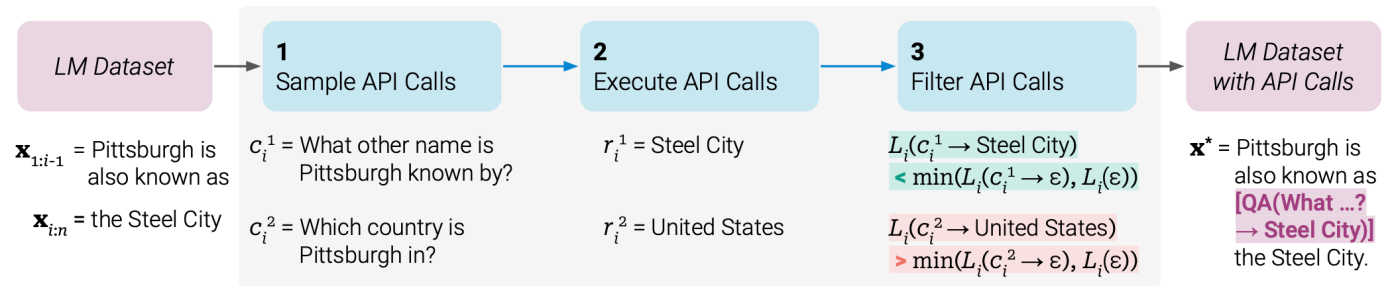 LM Dataset
1
Sample API Calls
2
Execute API Calls
3
Filter API Calls
LM Dataset
with API Calls
x1:i-1 = Pittsburgh is
also known as
xi:n = the Steel City
ci1 = What other name is
Pittsburgh known by?
ci2 = Which country is
Pittsburgh in?
ri1 = Steel City
ri2 = United States
Li(ci1 → Steel City)
< min(Li(ci1 → ε), Li(ε))
Li(ci2 → United States)
> min(Li(ci2 → ε), Li(ε))
x* = Pittsburgh is
also known as
[QA(What ...?
→ Steel City)]
the Steel City.